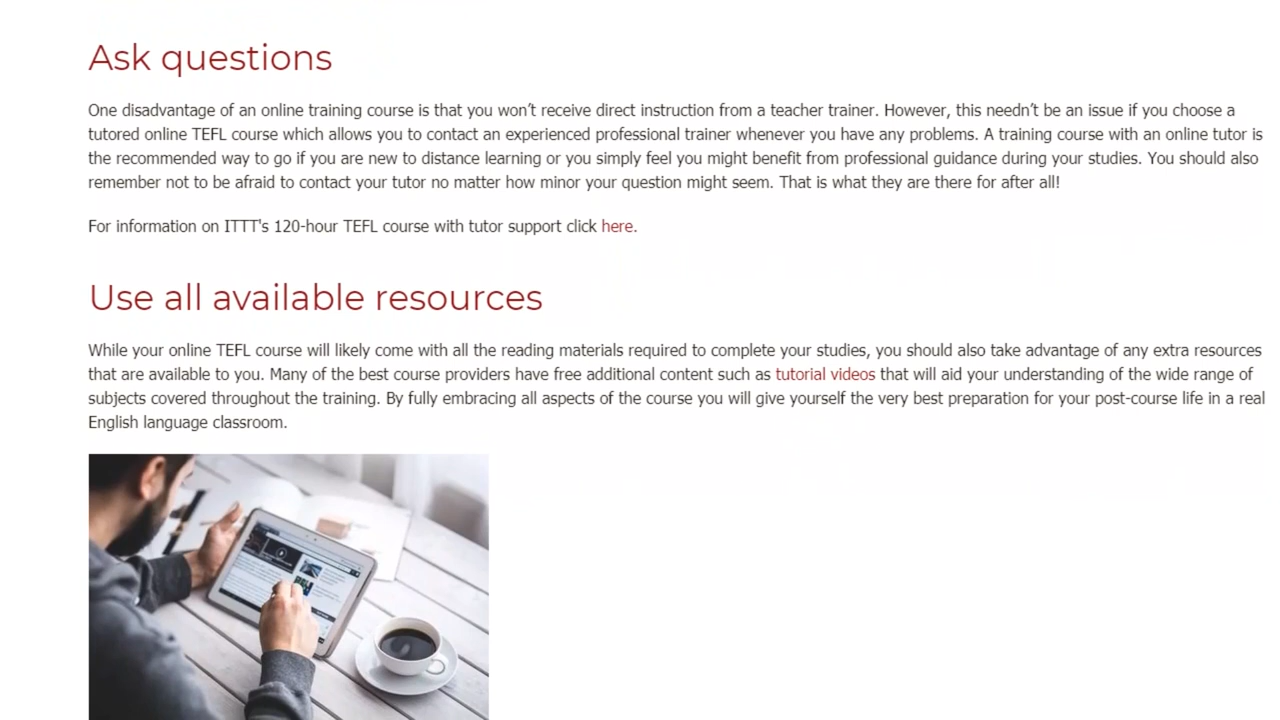 Ask questions
One disadvantage of an online training course is that you won’t receive direct instruction from a teacher trainer. However, this needn’t be an issue if you choose a
tutored online TEFL course which allows you to contact an experienced professional trainer whenever you have any problems. A training course with an online tutor is
the recommended way to go if you are new to distance learning or you simply feel you might benefit from professional guidance during your studies. You should also
remember not to be afraid to contact your tutor no matter how minor your question might seem. That is what they are there for after all!
For information on ITTT's 120-hour TEFL course with tutor support click here.
Use all available resources
While your online TEFL course will likely come with all the reading materials required to complete your studies, you should also take advantage of any extra resources
that are available to you. Many of the best course providers have free additional content such as tutorial videos that will aid your understanding of the wide range of
subjects covered throughout the training. By fully embracing all aspects of the course you will give yourself the very best preparation for your post-course life in a real
English language classroom.